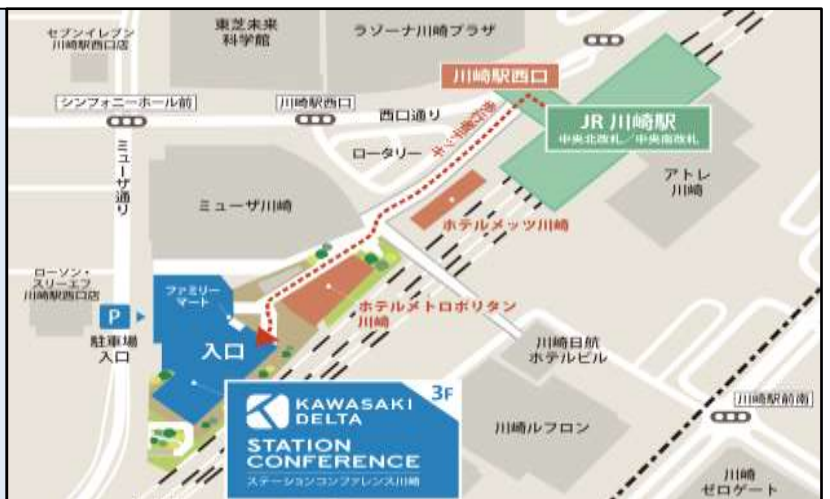 セブンイレブン
川崎駅西口店
東芝未来
科学館
ラゾーナ川崎プラザ
川崎駅西口
シンフォニーホール前
川崎駅西口
西口通り
歩行者デッキ
JR 川崎駅
中央北改札/中央南改札
ロータリー
ミューザ通り
アトレ
川崎
ミューザ川崎
ホテルメッツ川崎
ローソン・
スリーエフ
川崎駅西口店
ファミリー
マート
P
駐車場
入口
入口
ホテルメトロポリタン
川崎
川崎日航
ホテルビル
3F
KAWASAKI
DELTA
STATION
CONFERENCE
ステーションコンファレンス川崎
川崎ルフロン
川崎駅前南
川崎
ゼロゲート